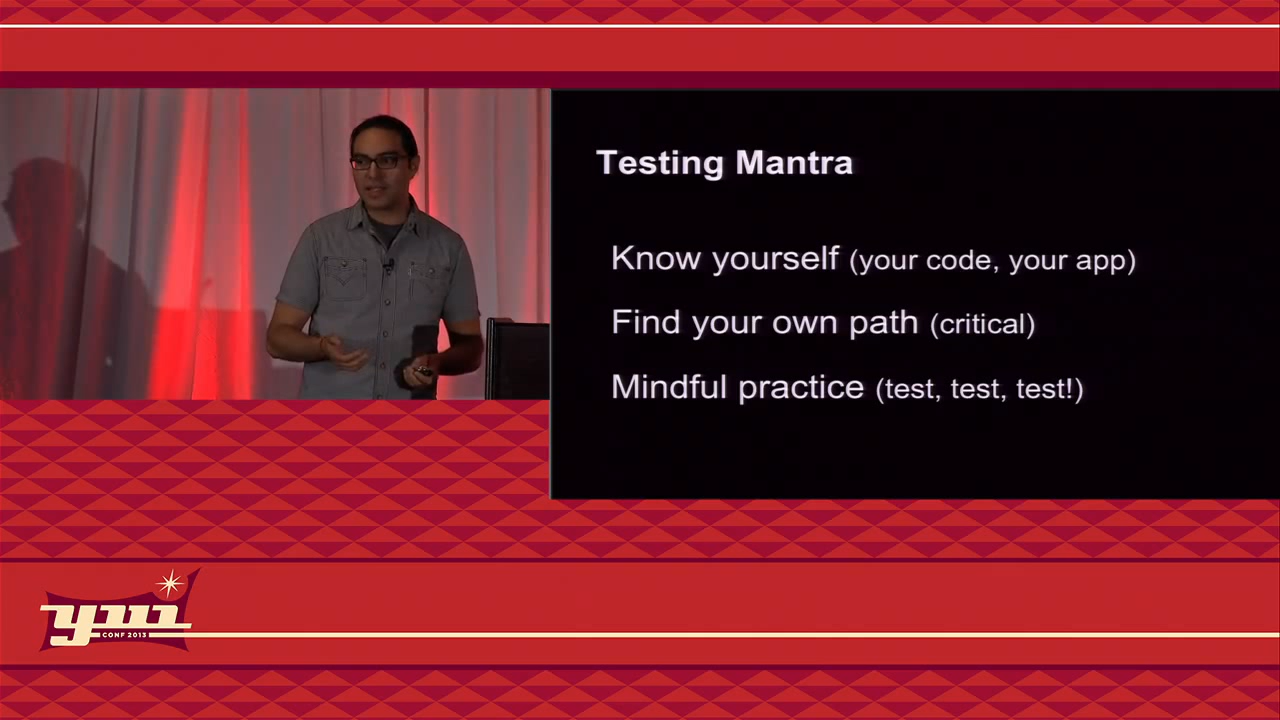 Testing Mantra
Know yourself (your code, your app)
Find your own path (critical)
Mindful practice (test, test, test!)
yui
CONF 2013